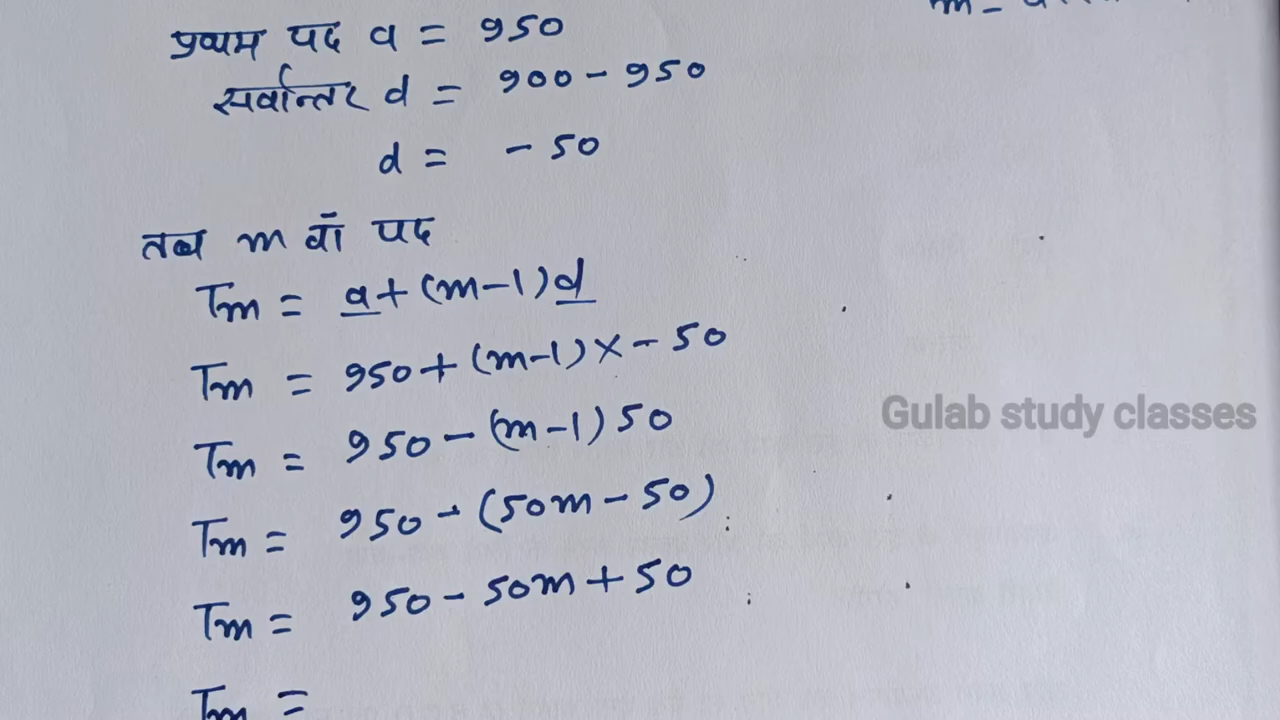 प्रथम पद a = 950
सर्वान्तर d = 900 - 950
d = - 50
तब m वाँ पद
Tm = a + (m-1) d
Tm = 950 + (m-1) x - 50
Tm = 950 - (m-1) 50
Gulab study classes
Tm = 950 - (50m - 50)
Tm = 950 - 50m + 50
Tm =